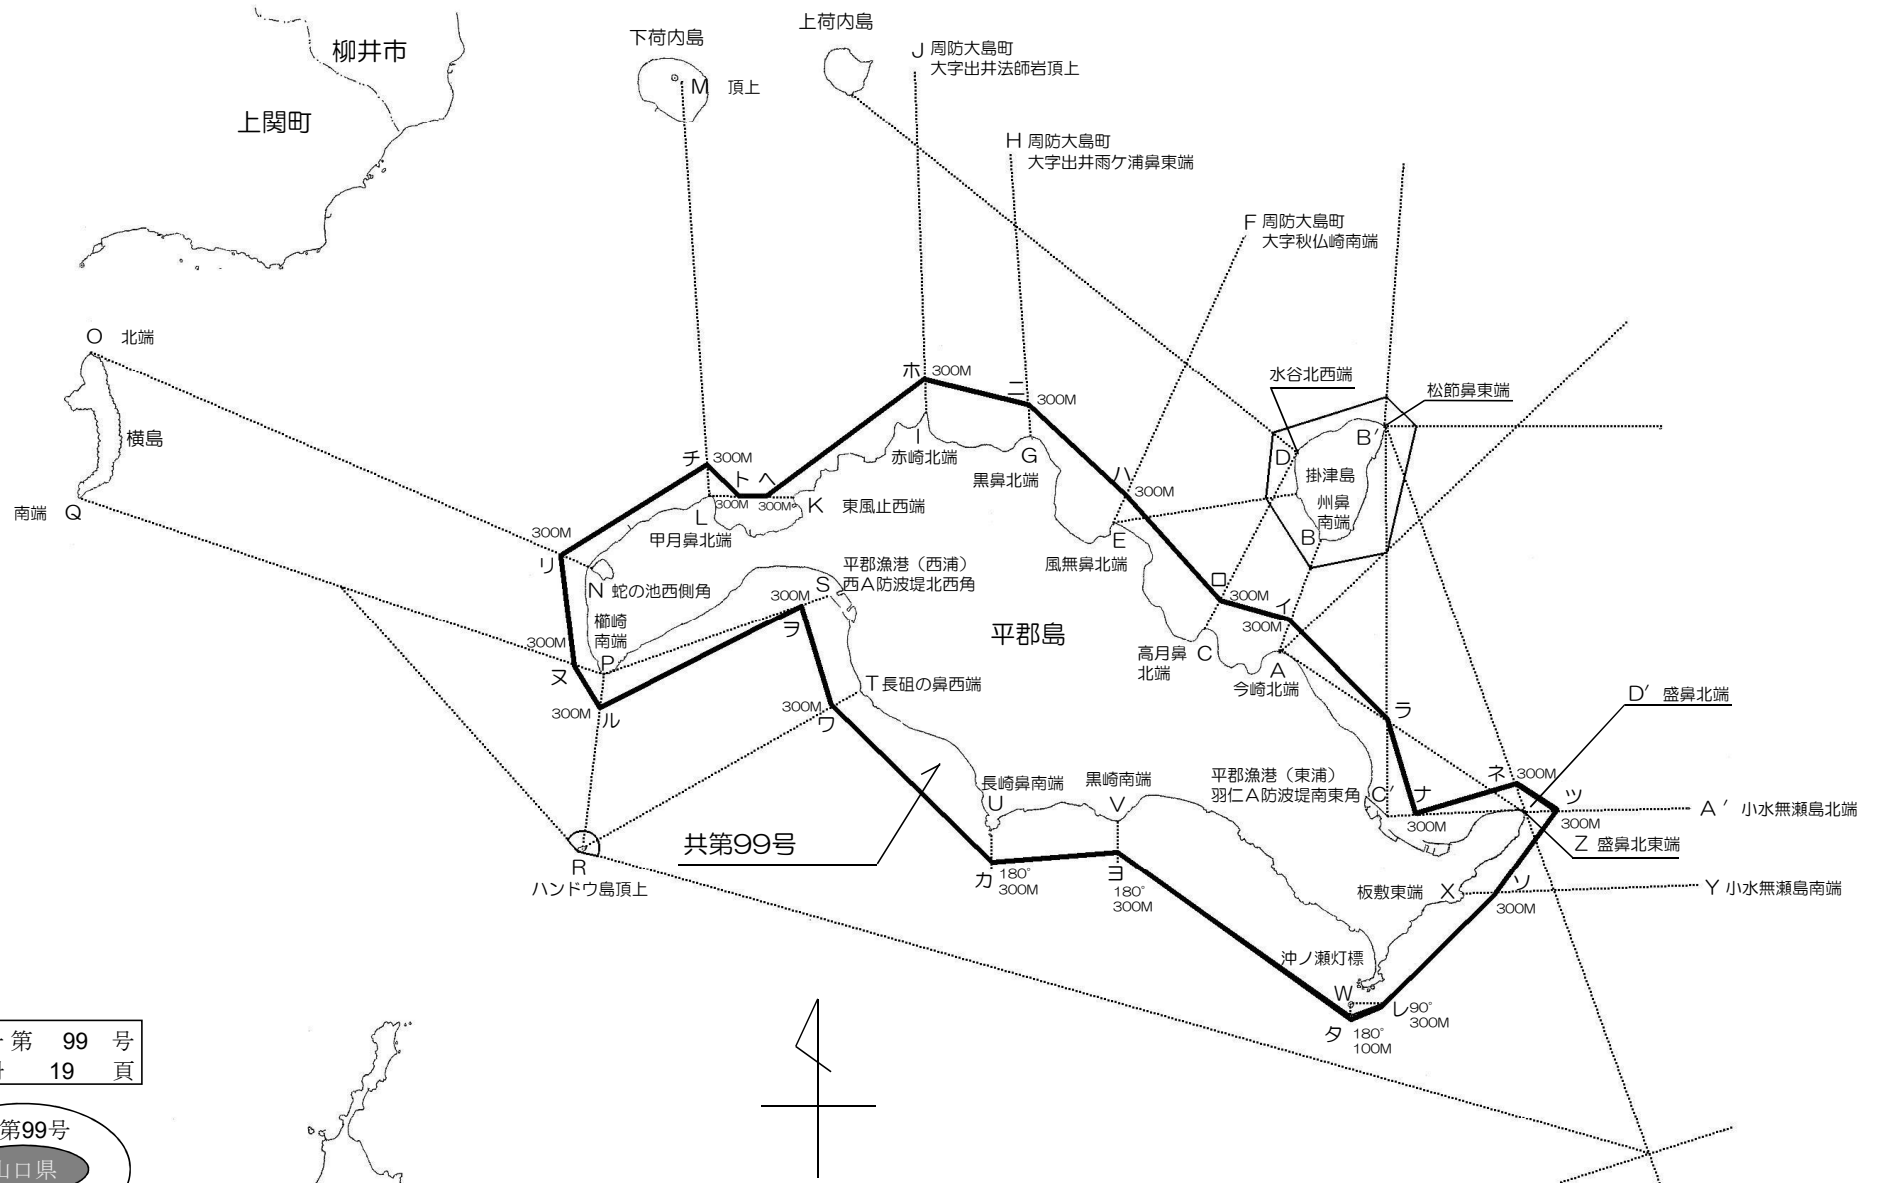 柳井市
上関町
下荷内島
M 頂上
上荷内島
J 周防大島町
大字出井法師岩頂上
H 周防大島町
大字出井雨ケ浦鼻東端
F 周防大島町
大字秋仏崎南端
O 北端
横島
南端 Q
水谷北西端
松節鼻東端
B′
D
掛津島
州鼻
南端
B
ホ 300M
ニ 300M
I
赤崎北端
G
黒鼻北端
ハ 300M
E
風無鼻北端
チ 300M
ト ヘ
300M 300M
L
甲月鼻北端
K 東風止西端
300M
リ
N 蛇の池西側角
櫛崎
南端
P
300M
ヌ
300M
ル
平郡漁港(西浦)
S 西A防波堤北西角
300M
ヲ
平郡島
ロ 300M
イ
300M
高月鼻 C
北端
A
今崎北端
T 長砠の鼻西端
300M
ワ
ラ
D′ 盛鼻北端
長崎鼻南端
U
黒崎南端
V
平郡漁港(東浦)
羽仁A防波堤南東角 C′
ナ
300M
ネ 300M
ツ
300M
A′ 小水無瀬島北端
Z 盛鼻北東端
共第99号
R
ハンドウ島頂上
カ 180°
300M
ヨ
180°
300M
板敷東端 X
ソ
300M
Y 小水無瀬島南端
沖ノ瀬灯標
W
レ 90°
300M
タ 180°
100M
第 99 号
19 頁
第99号
山口県